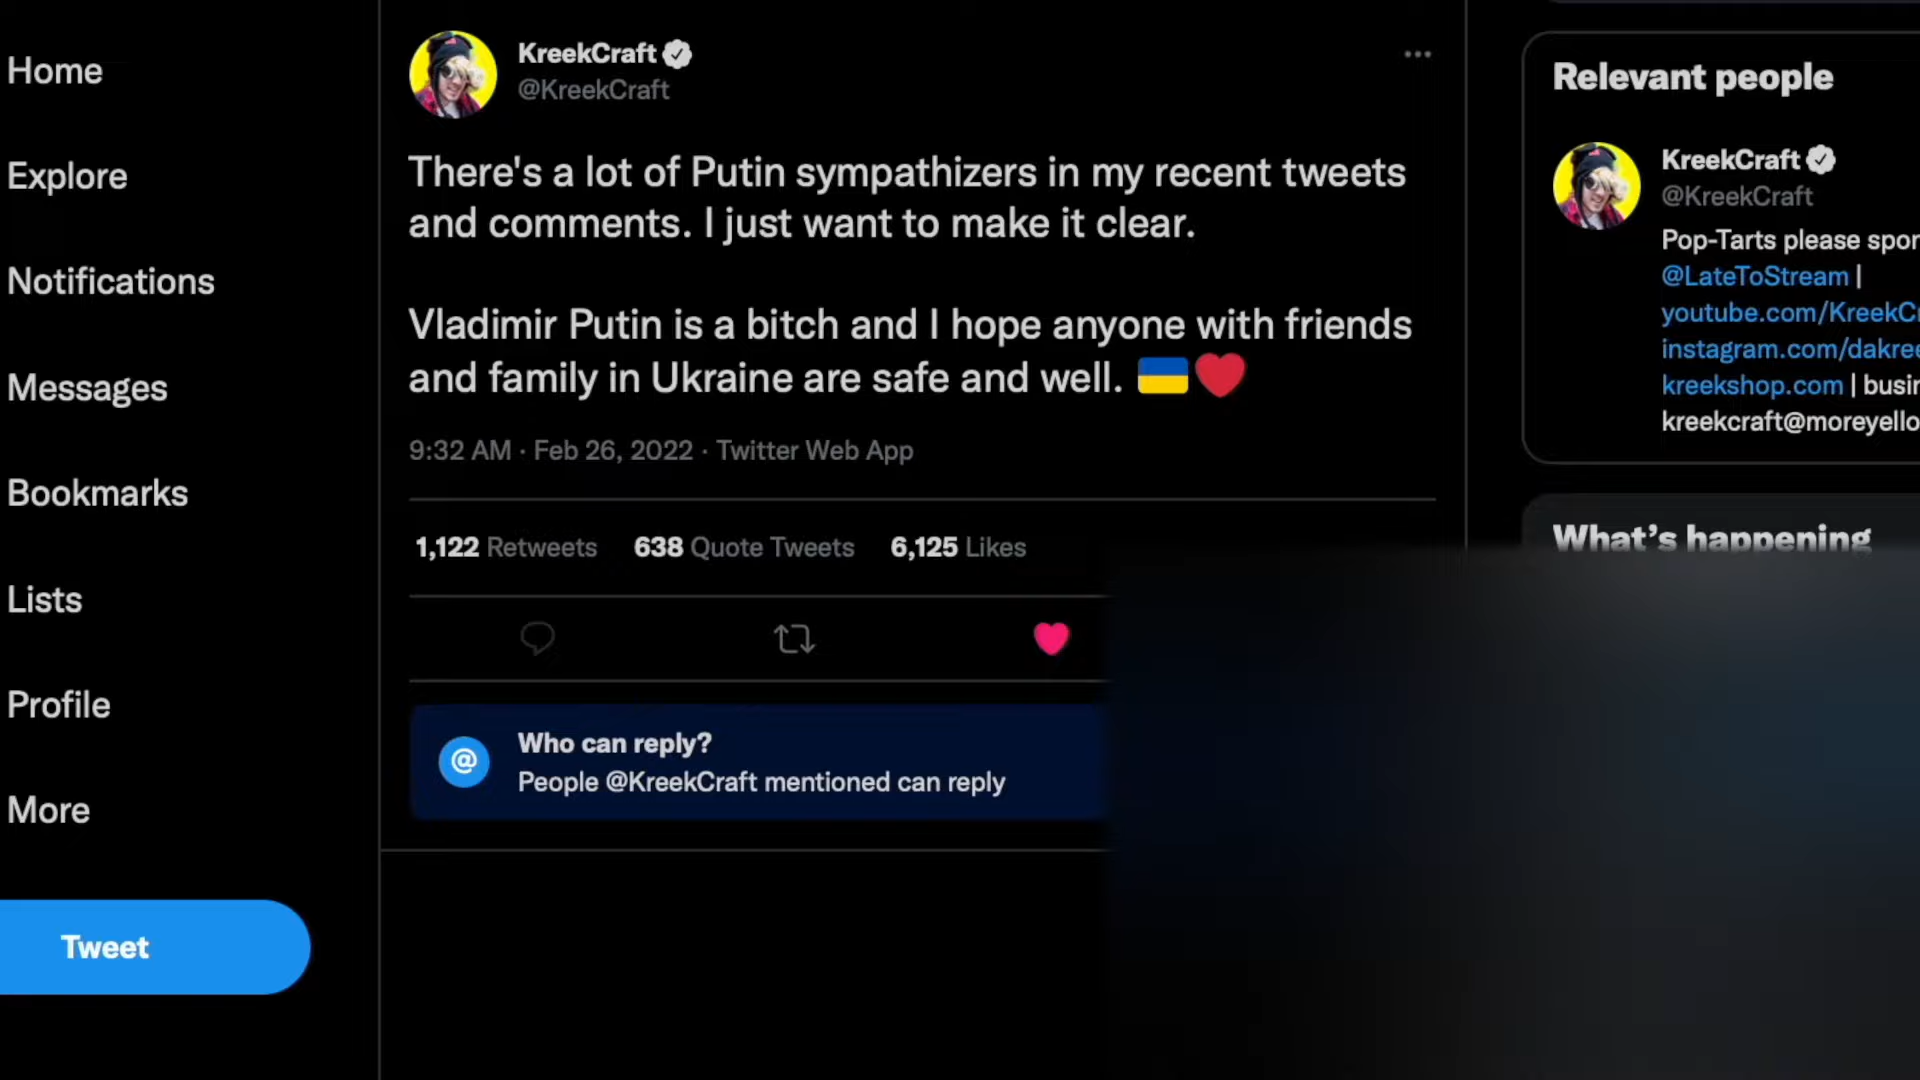 Home
Explore
Notifications
Messages
Bookmarks
Lists
Profile
More
Tweet
KreekCraft
@KreekCraft
There's a lot of Putin sympathizers in my recent tweets
and comments. I just want to make it clear.
Vladimir Putin is a bitch and I hope anyone with friends
and family in Ukraine are safe and well. 🇺🇦❤️
9:32 AM · Feb 26, 2022 · Twitter Web App
1,122 Retweets 638 Quote Tweets 6,125 Likes
@
Who can reply?
People @KreekCraft mentioned can reply
Relevant people
KreekCraft
@KreekCraft
Pop-Tarts please spor
@LateToStream |
youtube.com/KreekCr
instagram.com/dakree
kreekshop.com | busin
kreekcraft@moreyello
What's happening